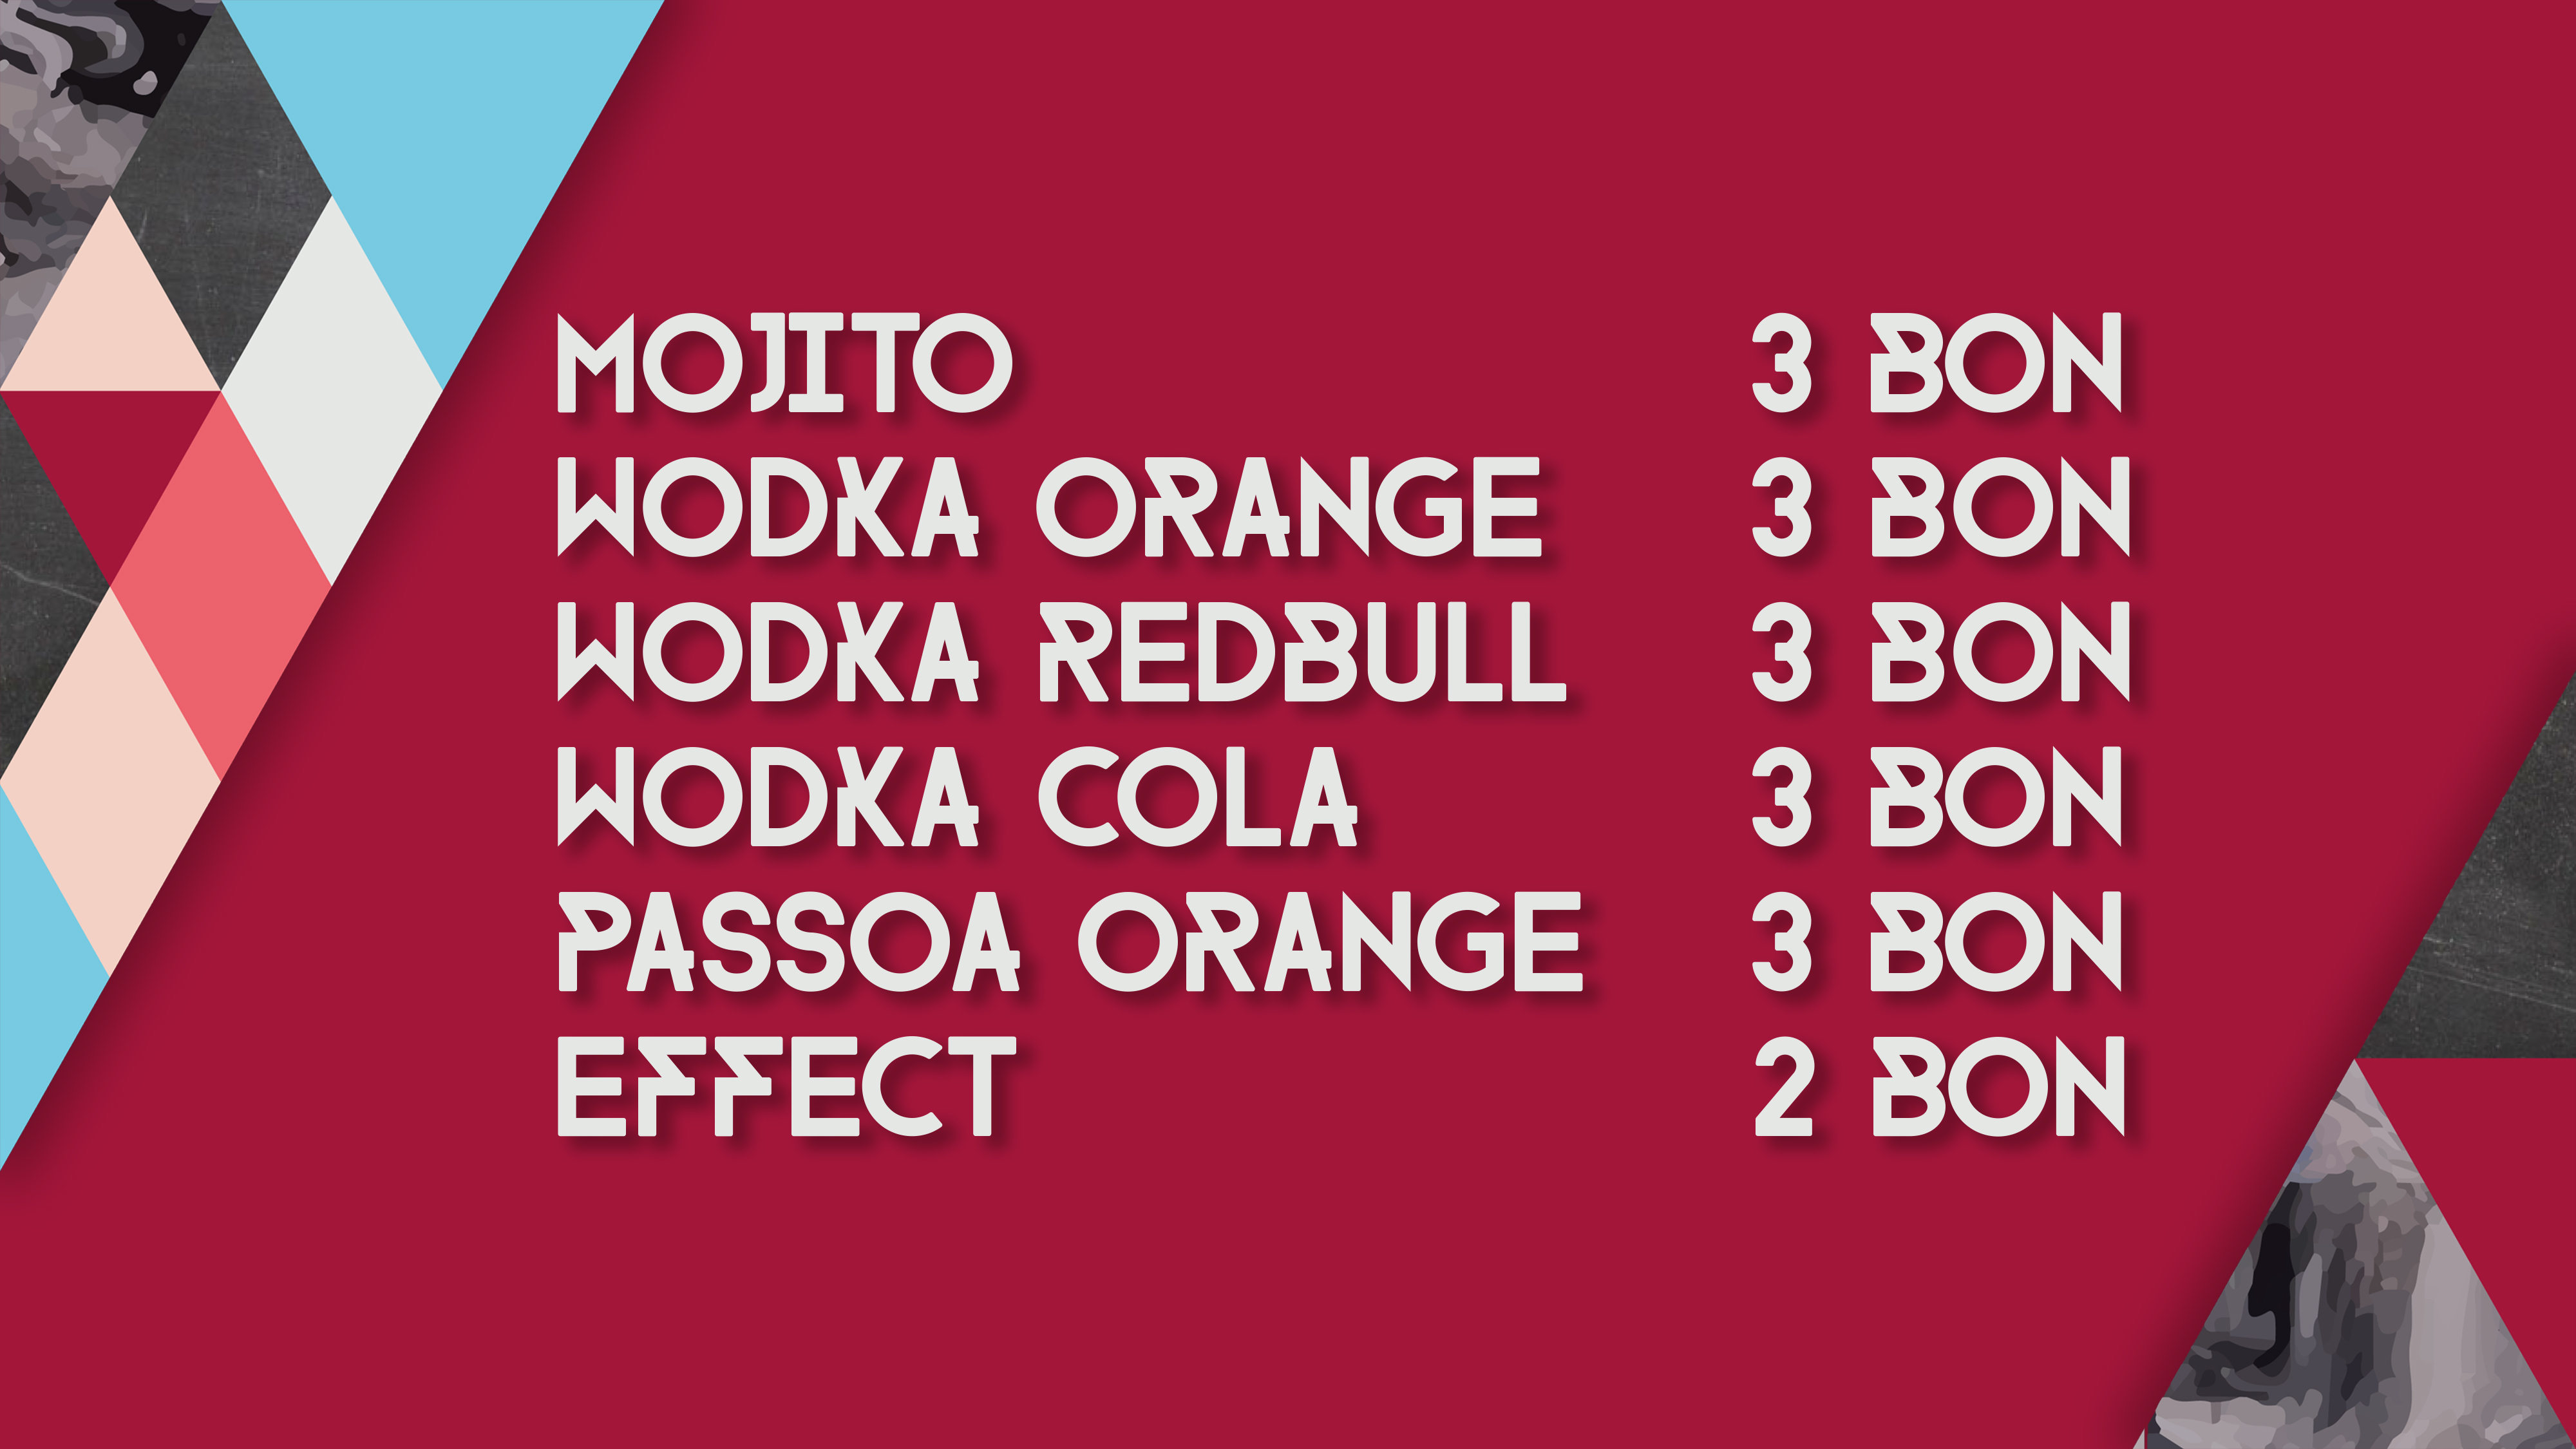 MOJITO 3 BON
WODKA ORANGE 3 BON
WODKA REDBULL 3 BON
WODKA COLA 3 BON
PASSOA ORANGE 3 BON
EFFECT 2 BON